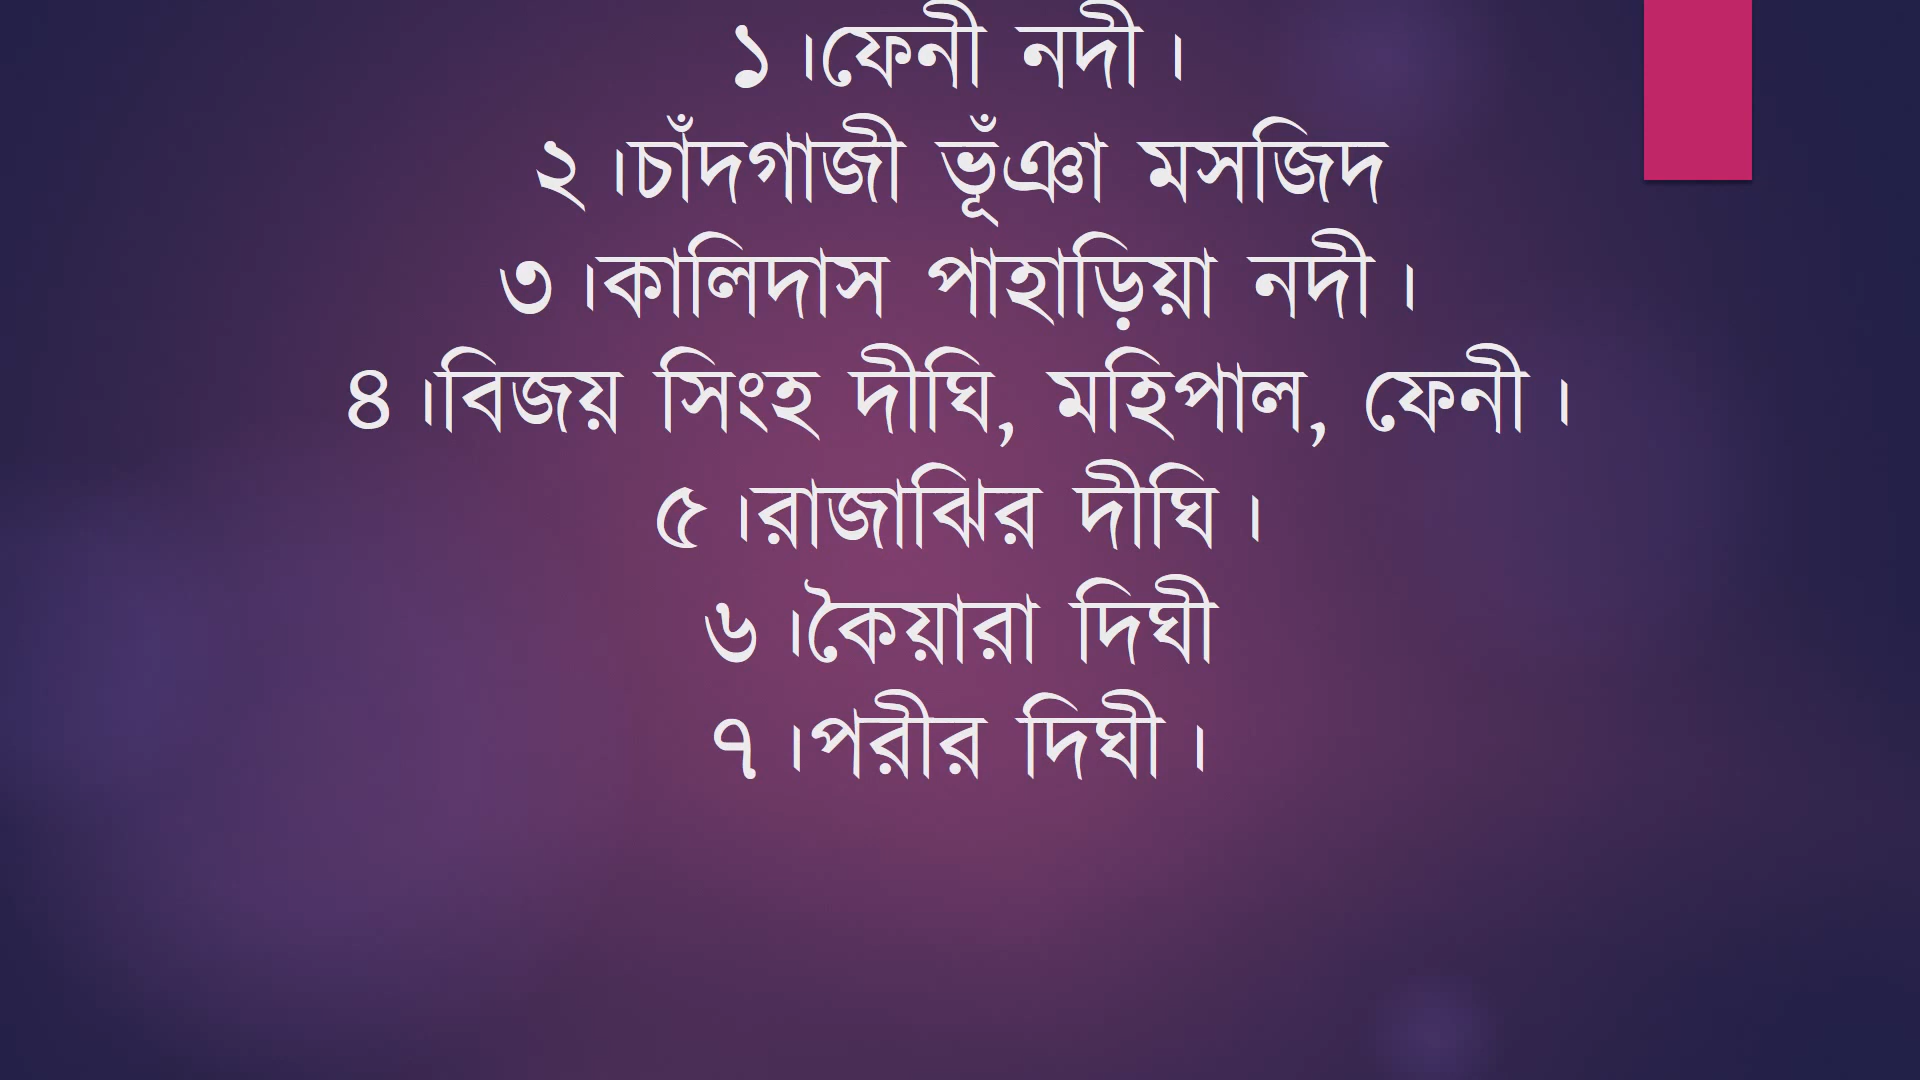 ১।ফেনী নদী।
২।চাঁদগাজী ভূঁঞা মসজিদ
৩।কালিদাস পাহাড়িয়া নদী।
৪।বিজয় সিংহ দীঘি, মহিপাল, ফেনী।
৫।রাজাঝির দীঘি।
৬।কৈয়ারা দিঘী
৭।পরীর দিঘী।